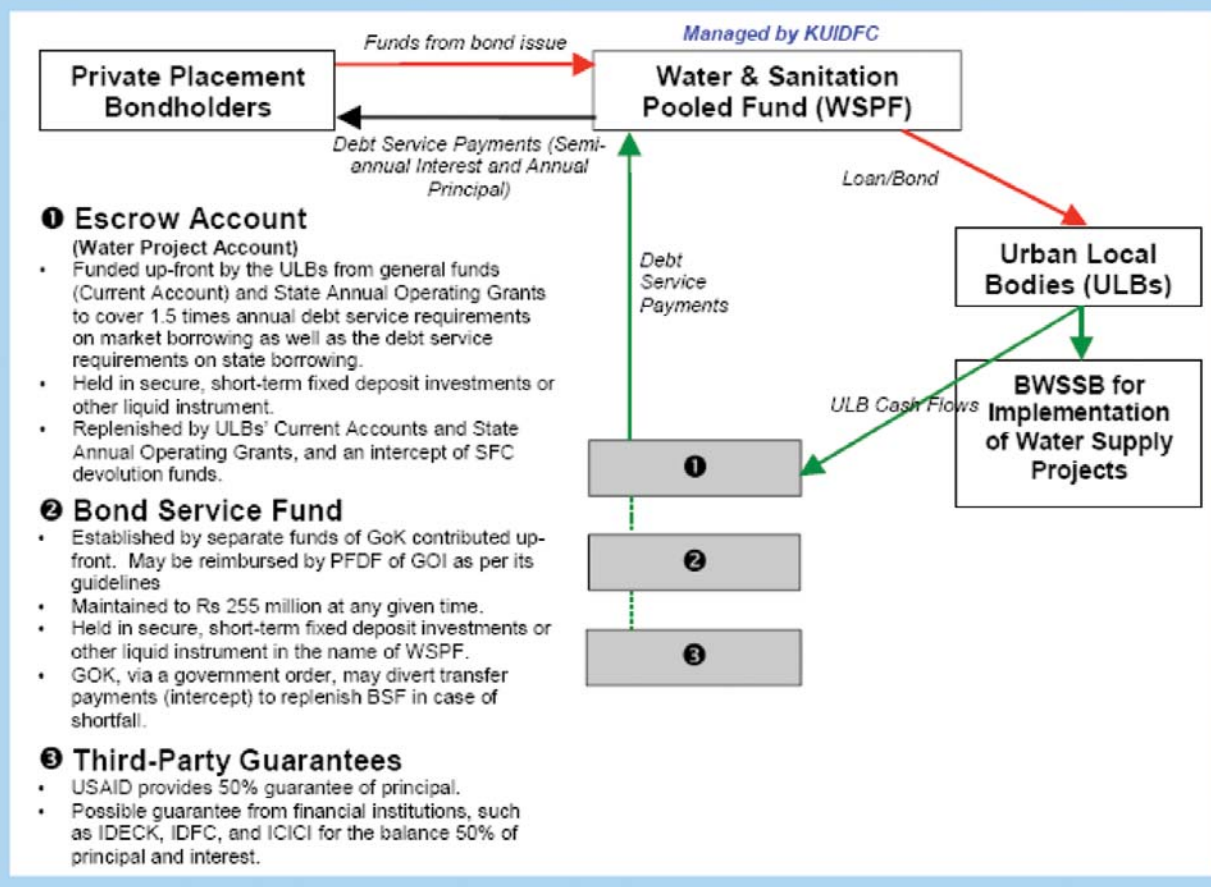 Managed by KUIDFC
Funds from bond issue
Private Placement
Bondholders
Water & Sanitation
Pooled Fund (WSPF)
Debt Service Payments (Semi-
annual Interest and Annual
Principal)
Loan/Bond
Urban Local
Bodies (ULBs)
Debt
Service
Payments
ULB Cash Flows
BWSSB for
Implementation
of Water Supply
Projects
❶
❷
❸
❶ Escrow Account
(Water Project Account)
• Funded up-front by the ULBs from general funds
(Current Account) and State Annual Operating Grants
to cover 1.5 times annual debt service requirements
on market borrowing as well as the debt service
requirements on state borrowing.
• Held in secure, short-term fixed deposit investments or
other liquid instrument.
• Replenished by ULBs' Current Accounts and State
Annual Operating Grants, and an intercept of SFC
devolution funds.
❷ Bond Service Fund
• Established by separate funds of GoK contributed up-
front. May be reimbursed by PFDF of GOI as per its
guidelines
• Maintained to Rs 255 million at any given time.
• Held in secure, short-term fixed deposit investments or
other liquid instrument in the name of WSPF.
• GOK, via a government order, may divert transfer
payments (intercept) to replenish BSF in case of
shortfall.
❸ Third-Party Guarantees
• USAID provides 50% guarantee of principal.
• Possible guarantee from financial institutions, such
as IDECK, IDFC, and ICICI for the balance 50% of
principal and interest.